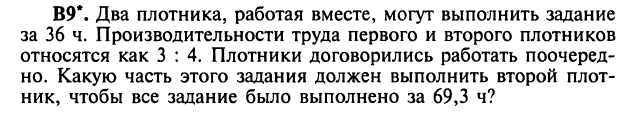 В9*. Два плотника, работая вместе, могут выполнить задание
за 36 ч. Производительности труда первого и второго плотников
относятся как 3 : 4. Плотники договорились работать поочеред-
но. Какую часть этого задания должен выполнить второй плот-
ник, чтобы все задание было выполнено за 69,3 ч?